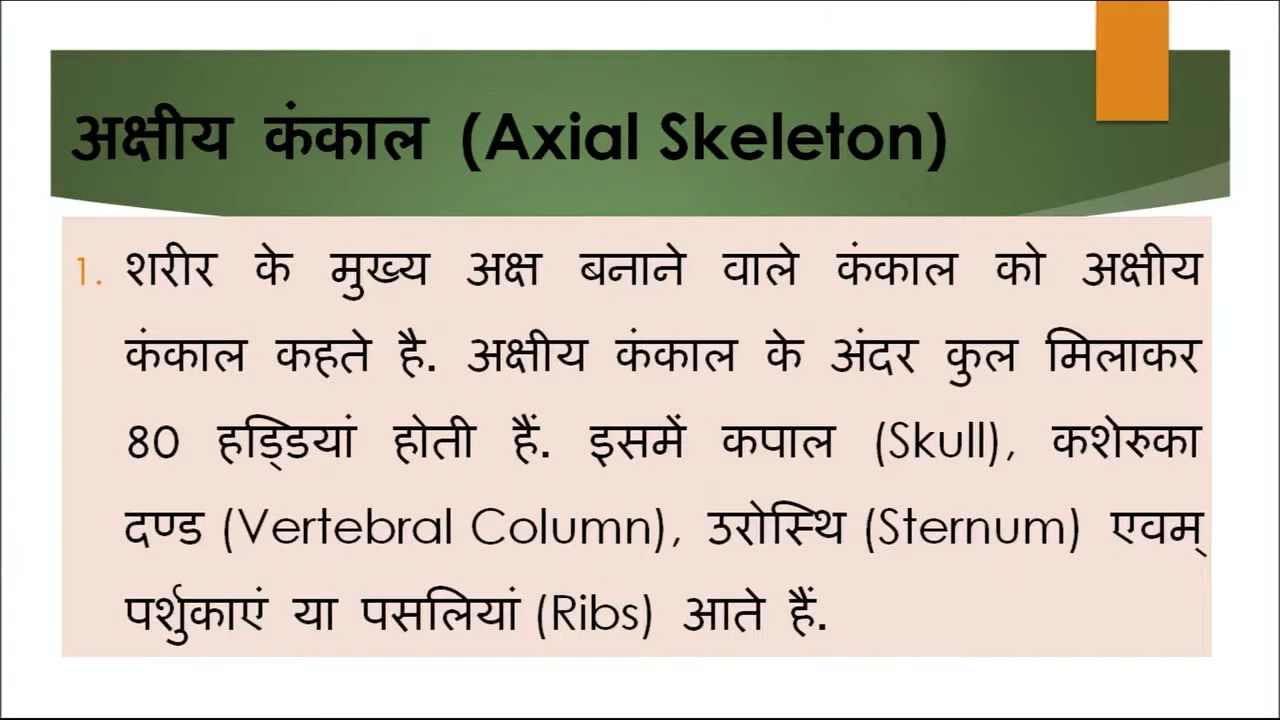 अक्षीय कंकाल (Axial Skeleton)
1. शरीर के मुख्य अक्ष बनाने वाले कंकाल को अक्षीय
कंकाल कहते है. अक्षीय कंकाल के अंदर कुल मिलाकर
80 हड्डियां होती हैं. इसमें कपाल (Skull), कशेरुका
दण्ड (Vertebral Column), उरोस्थि (Sternum) एवम्
पर्शुकाएं या पसलियां (Ribs) आते हैं.